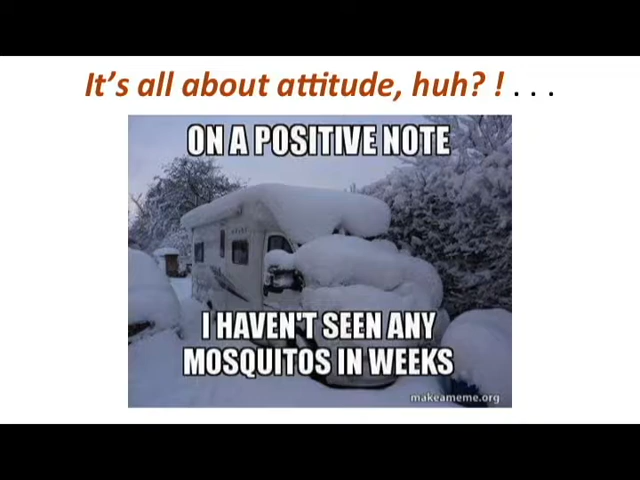 It's all about attitude, huh? ! . . .
ON A POSITIVE NOTE
I HAVEN'T SEEN ANY
MOSQUITOS IN WEEKS
makeameme.org